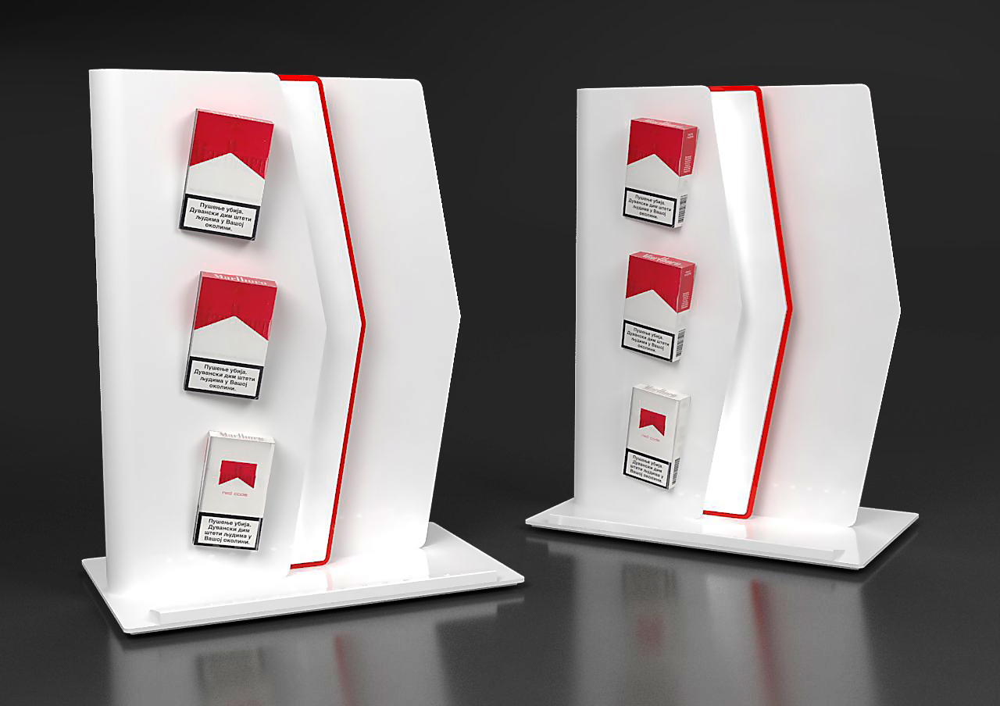 Пушење убија.
Дувански дим штети
људима у Вашој
околини.
Marlboro
Пушење убија.
Дувански дим штети
људима у Вашој
околини.
Marlboro
red code
Пушење убија.
Дувански дим
штети људима у
Вашој околини.
Пушење убија.
Дувански дим штети
људима у Вашој
околини.
Marlboro
Пушење убија.
Дувански дим штети
људима у Вашој
околини.
Marlboro
red code
Пушење убија.
Дувански дим
штети људима у
Вашој околини.